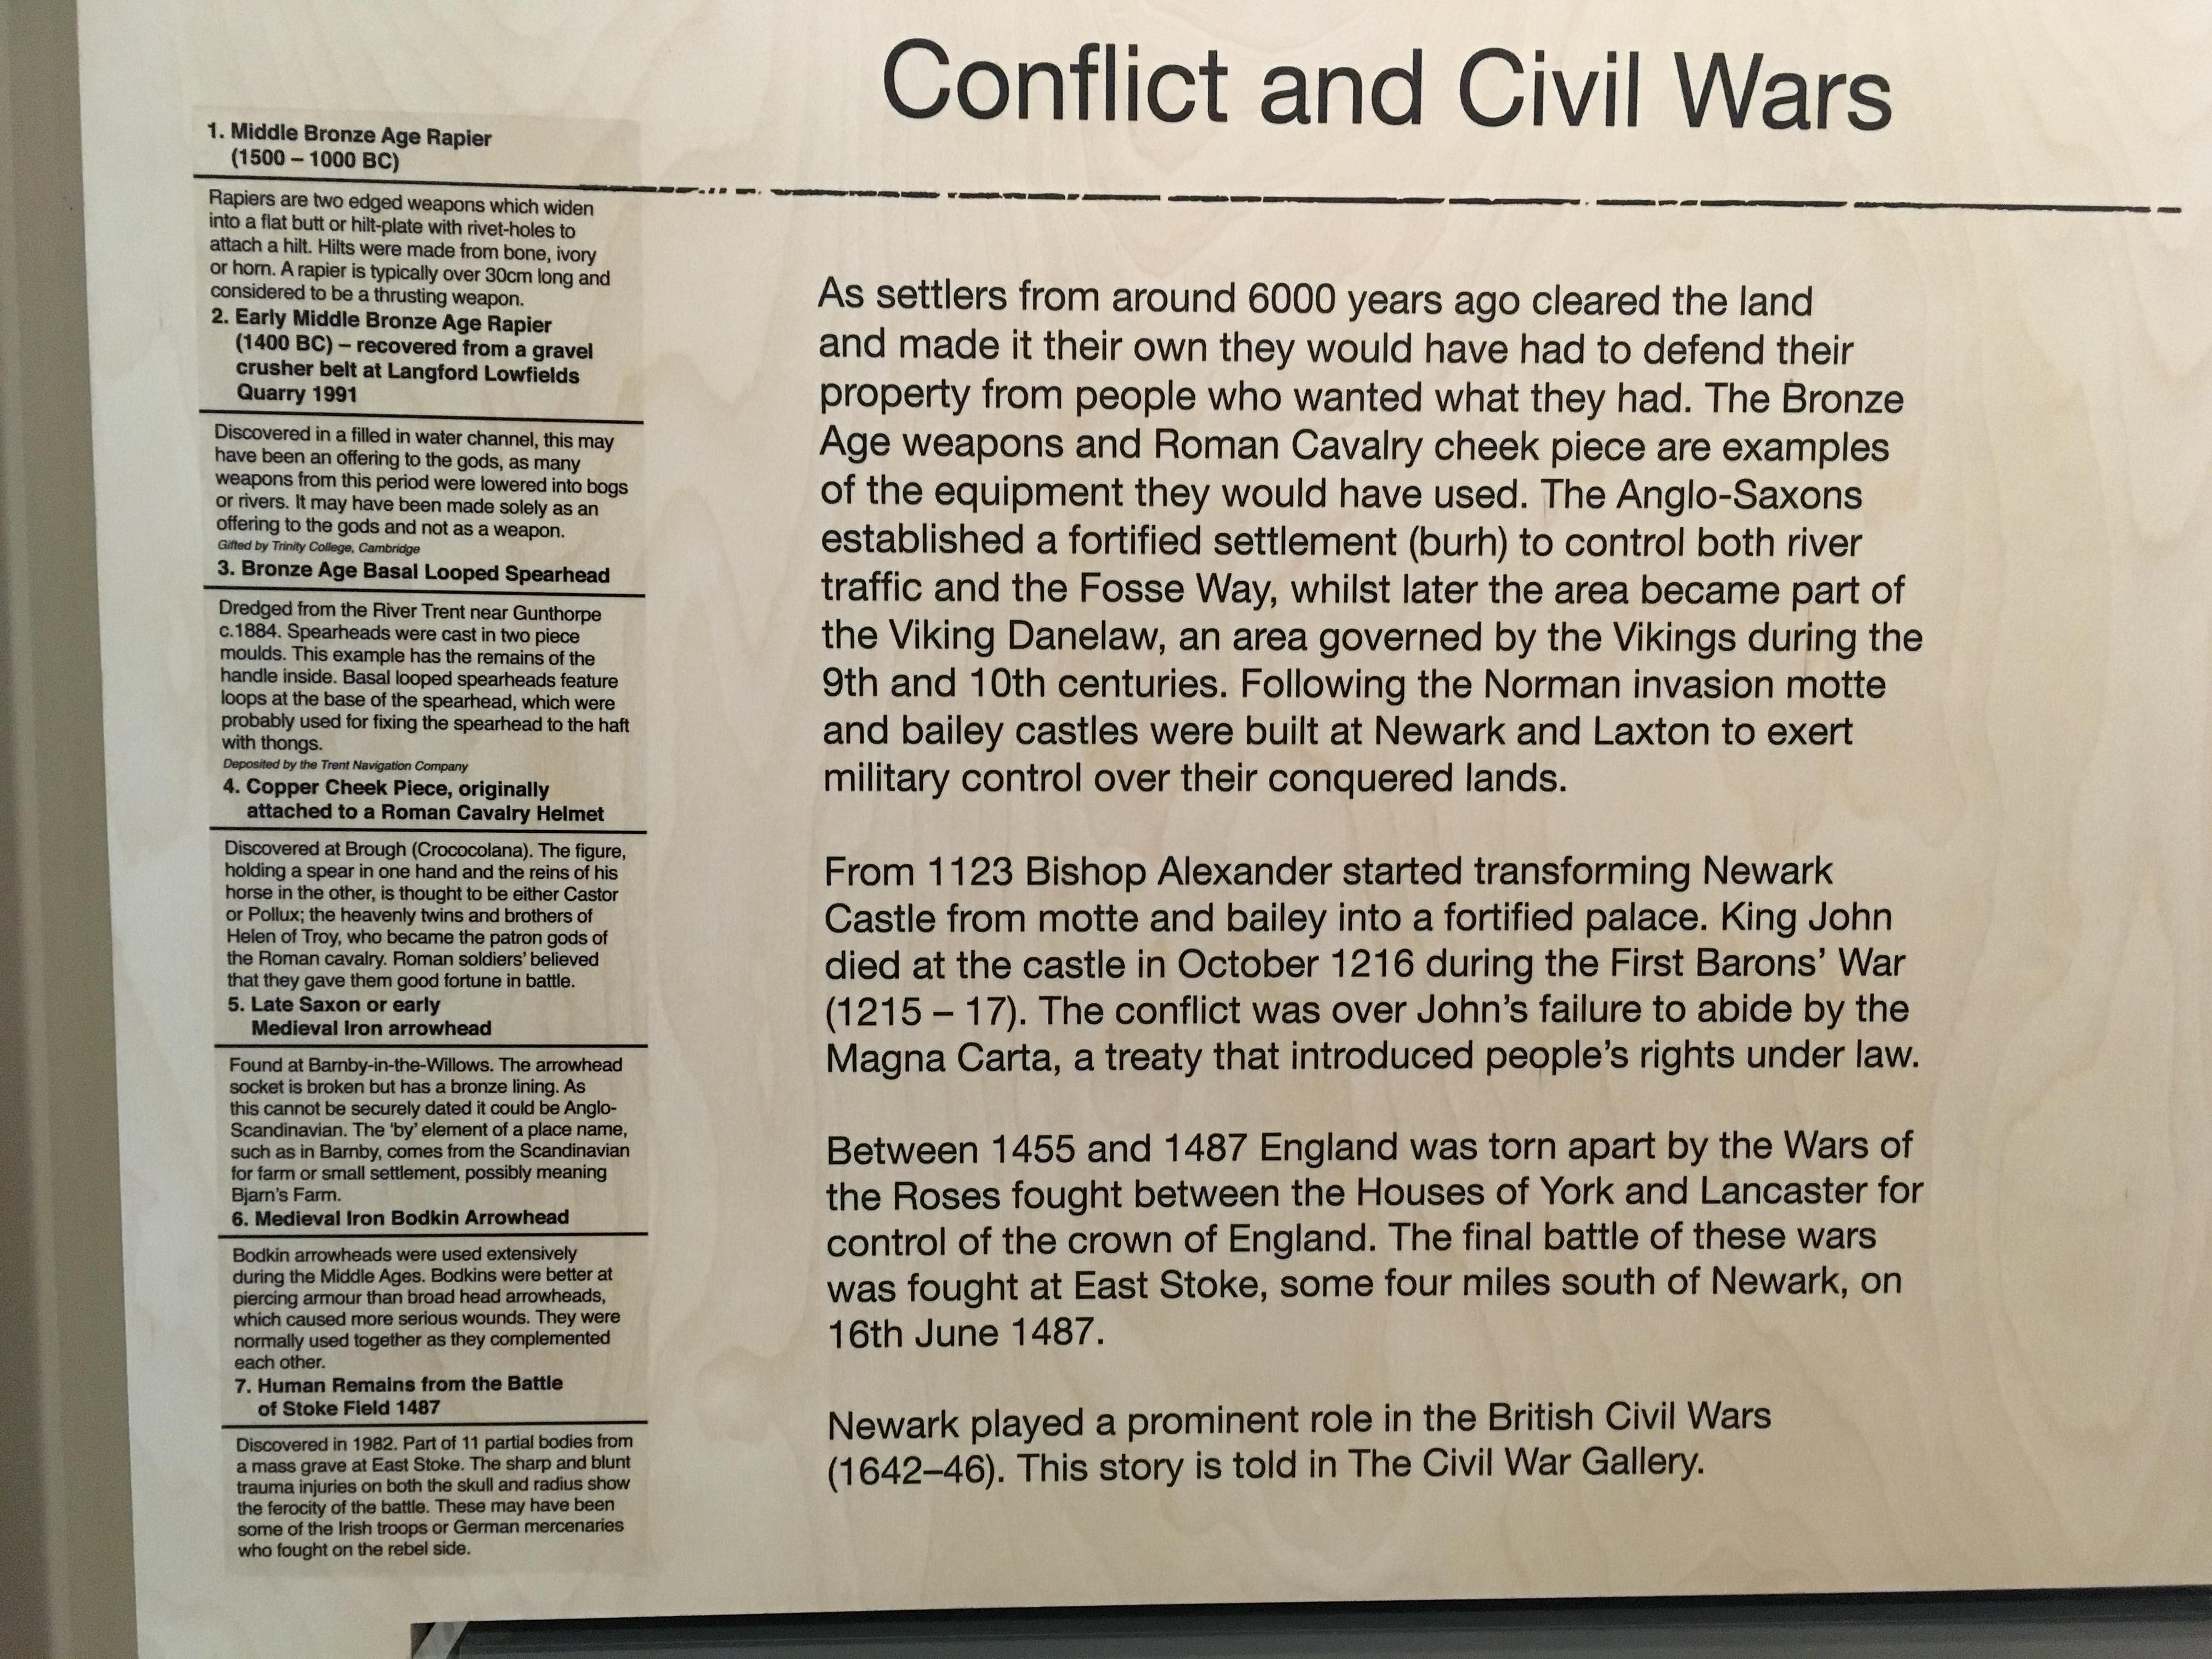 Conflict and Civil Wars
1. Middle Bronze Age Rapier
(1500 – 1000 BC)
Rapiers are two edged weapons which widen
into a flat butt or hilt-plate with rivet-holes to
attach a hilt. Hilts were made from bone, ivory
or horn. A rapier is typically over 30cm long and
considered to be a thrusting weapon.
2. Early Middle Bronze Age Rapier
(1400 BC) – recovered from a gravel
crusher belt at Langford Lowfields
Quarry 1991
Discovered in a filled in water channel, this may
have been an offering to the gods, as many
weapons from this period were lowered into bogs
or rivers. It may have been made solely as an
offering to the gods and not as a weapon.
Gifted by Trinity College, Cambridge
3. Bronze Age Basal Looped Spearhead
Dredged from the River Trent near Gunthorpe
c.1884. Spearheads were cast in two piece
moulds. This example has the remains of the
handle inside. Basal looped spearheads feature
loops at the base of the spearhead, which were
probably used for fixing the spearhead to the haft
with thongs.
Deposited by the Trent Navigation Company
4. Copper Cheek Piece, originally
attached to a Roman Cavalry Helmet
Discovered at Brough (Crococolana). The figure,
holding a spear in one hand and the reins of his
horse in the other, is thought to be either Castor
or Pollux; the heavenly twins and brothers of
Helen of Troy, who became the patron gods of
the Roman cavalry. Roman soldiers’ believed
that they gave them good fortune in battle.
5. Late Saxon or early
Medieval Iron arrowhead
Found at Barnby-in-the-Willows. The arrowhead
socket is broken but has a bronze lining. As
this cannot be securely dated it could be Anglo-
Scandinavian. The ‘by’ element of a place name,
such as in Barnby, comes from the Scandinavian
for farm or small settlement, possibly meaning
Bjarn’s Farm.
6. Medieval Iron Bodkin Arrowhead
Bodkin arrowheads were used extensively
during the Middle Ages. Bodkins were better at
piercing armour than broad head arrowheads,
which caused more serious wounds. They were
normally used together as they complemented
each other.
7. Human Remains from the Battle
of Stoke Field 1487
Discovered in 1982. Part of 11 partial bodies from
a mass grave at East Stoke. The sharp and blunt
trauma injuries on both the skull and radius show
the ferocity of the battle. These may have been
some of the Irish troops or German mercenaries
who fought on the rebel side.
As settlers from around 6000 years ago cleared the land
and made it their own they would have had to defend their
property from people who wanted what they had. The Bronze
Age weapons and Roman Cavalry cheek piece are examples
of the equipment they would have used. The Anglo-Saxons
established a fortified settlement (burh) to control both river
traffic and the Fosse Way, whilst later the area became part of
the Viking Danelaw, an area governed by the Vikings during the
9th and 10th centuries. Following the Norman invasion motte
and bailey castles were built at Newark and Laxton to exert
military control over their conquered lands.
From 1123 Bishop Alexander started transforming Newark
Castle from motte and bailey into a fortified palace. King John
died at the castle in October 1216 during the First Barons’ War
(1215 – 17). The conflict was over John’s failure to abide by the
Magna Carta, a treaty that introduced people’s rights under law.
Between 1455 and 1487 England was torn apart by the Wars of
the Roses fought between the Houses of York and Lancaster for
control of the crown of England. The final battle of these wars
was fought at East Stoke, some four miles south of Newark, on
16th June 1487.
Newark played a prominent role in the British Civil Wars
(1642–46). This story is told in The Civil War Gallery.